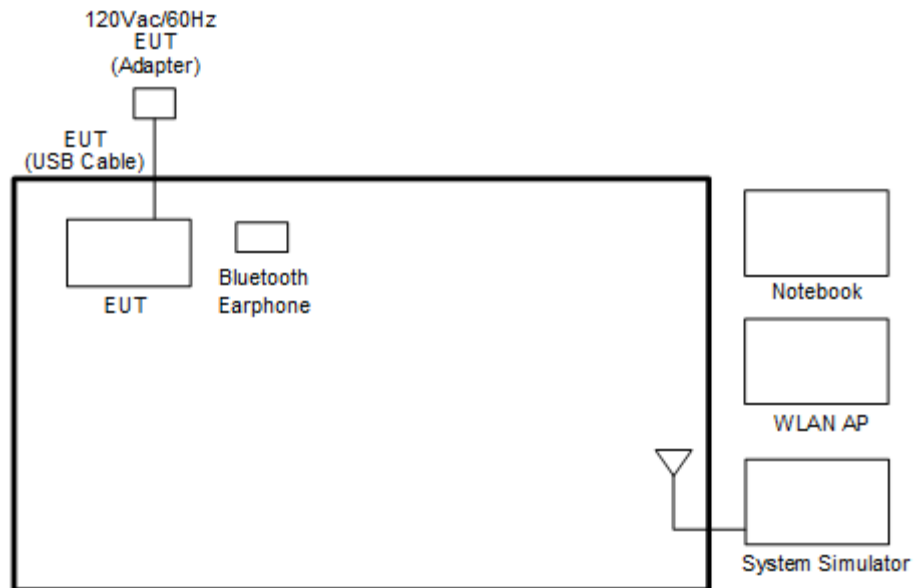 120Vac/60Hz
EUT
(Adapter)
EUT
(USB Cable)
EUT
Bluetooth
Earphone
Notebook
WLAN AP
System Simulator